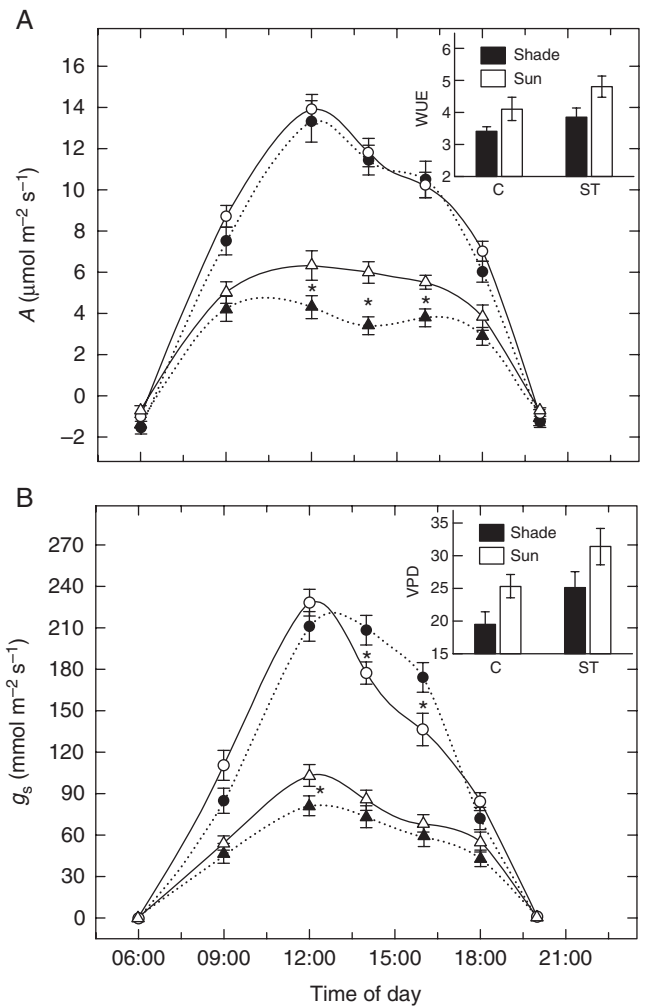 A
16
14
12
10
8
6
4
2
0
−2
A (μmol m−2 s−1)
6
5
4
3
2
WUE
Shade
Sun
C
ST
*
*
*
B
270
240
210
180
150
120
90
60
30
0
gs (mmol m−2 s−1)
35
30
25
20
15
VPD
Shade
Sun
C
ST
*
*
*
06:00 09:00 12:00 15:00 18:00 21:00
Time of day